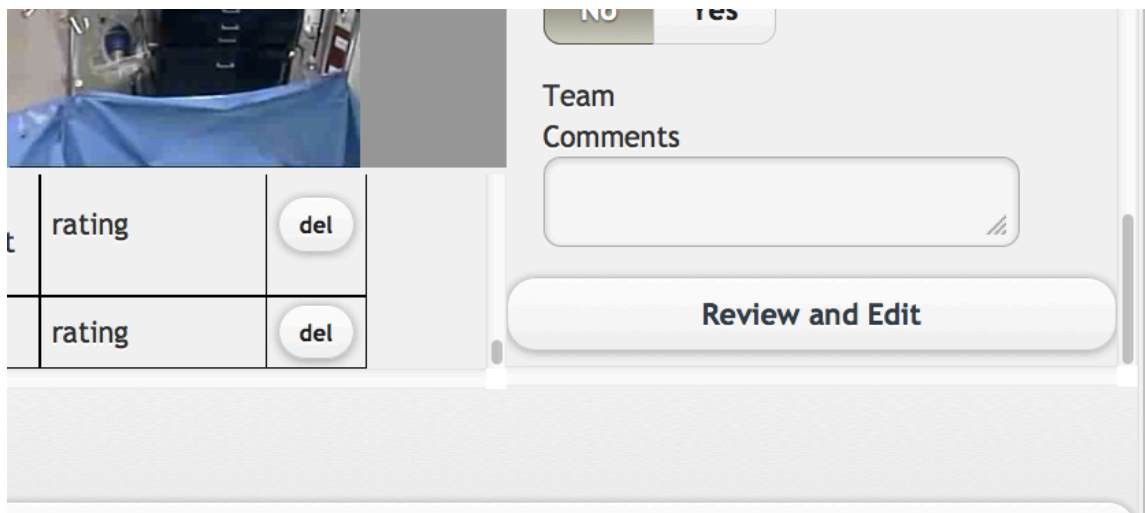 No Yes
Team
Comments
t rating del
rating del
Review and Edit